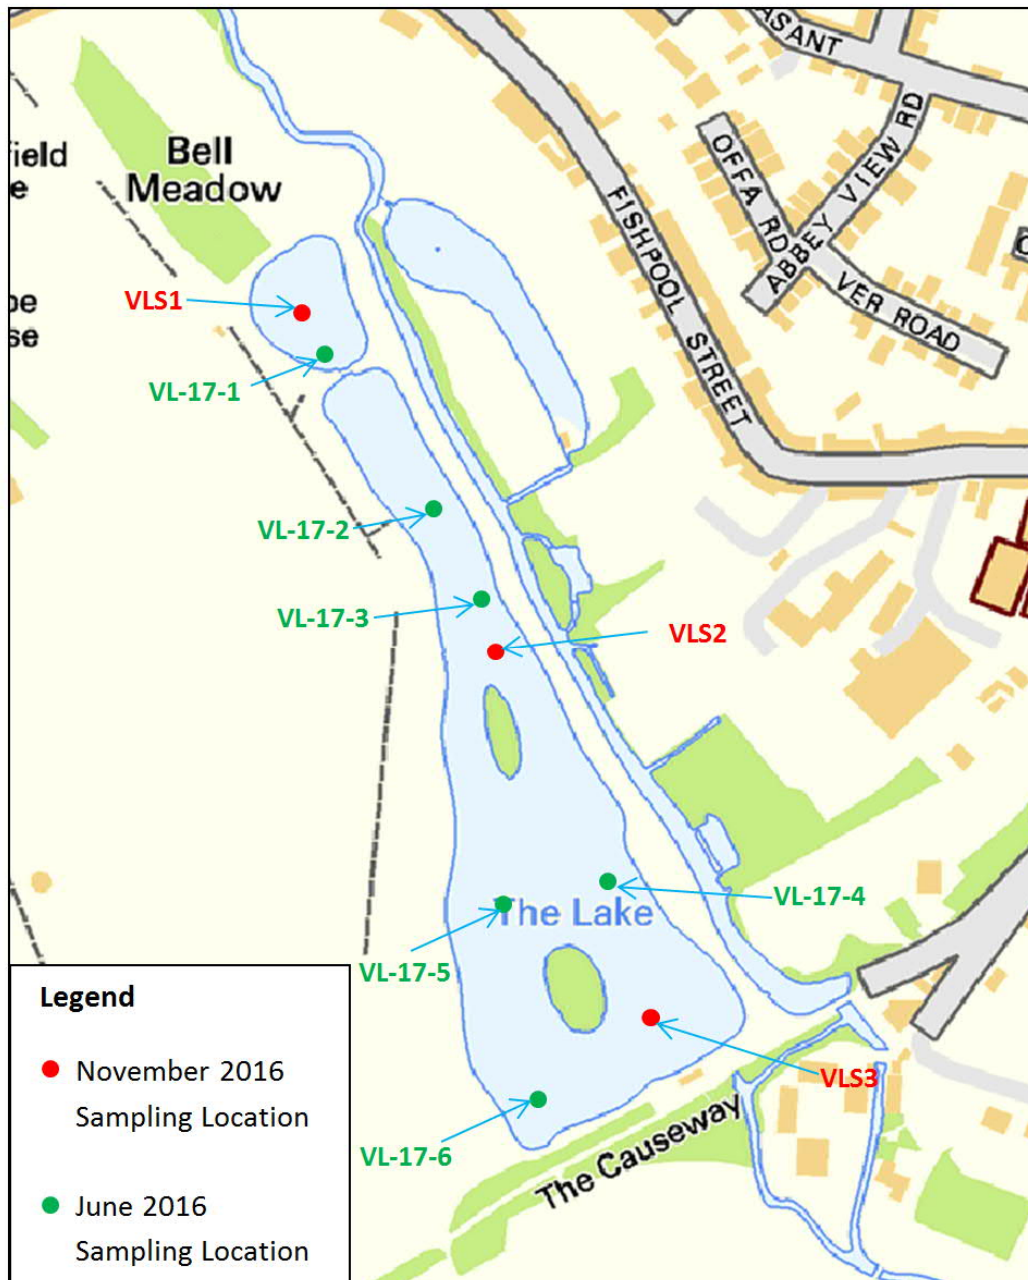 ASANT
ield
e
Bell
Meadow
OFFA RD
ABBEY VIEW RD
FISHPOOL STREET
VER ROAD
be
se
VLS1
VL-17-1
VL-17-2
VL-17-3
VLS2
VL-17-4
The Lake
VL-17-5
VLS3
VL-17-6
The Causeway
Legend
November 2016
Sampling Location
June 2016
Sampling Location